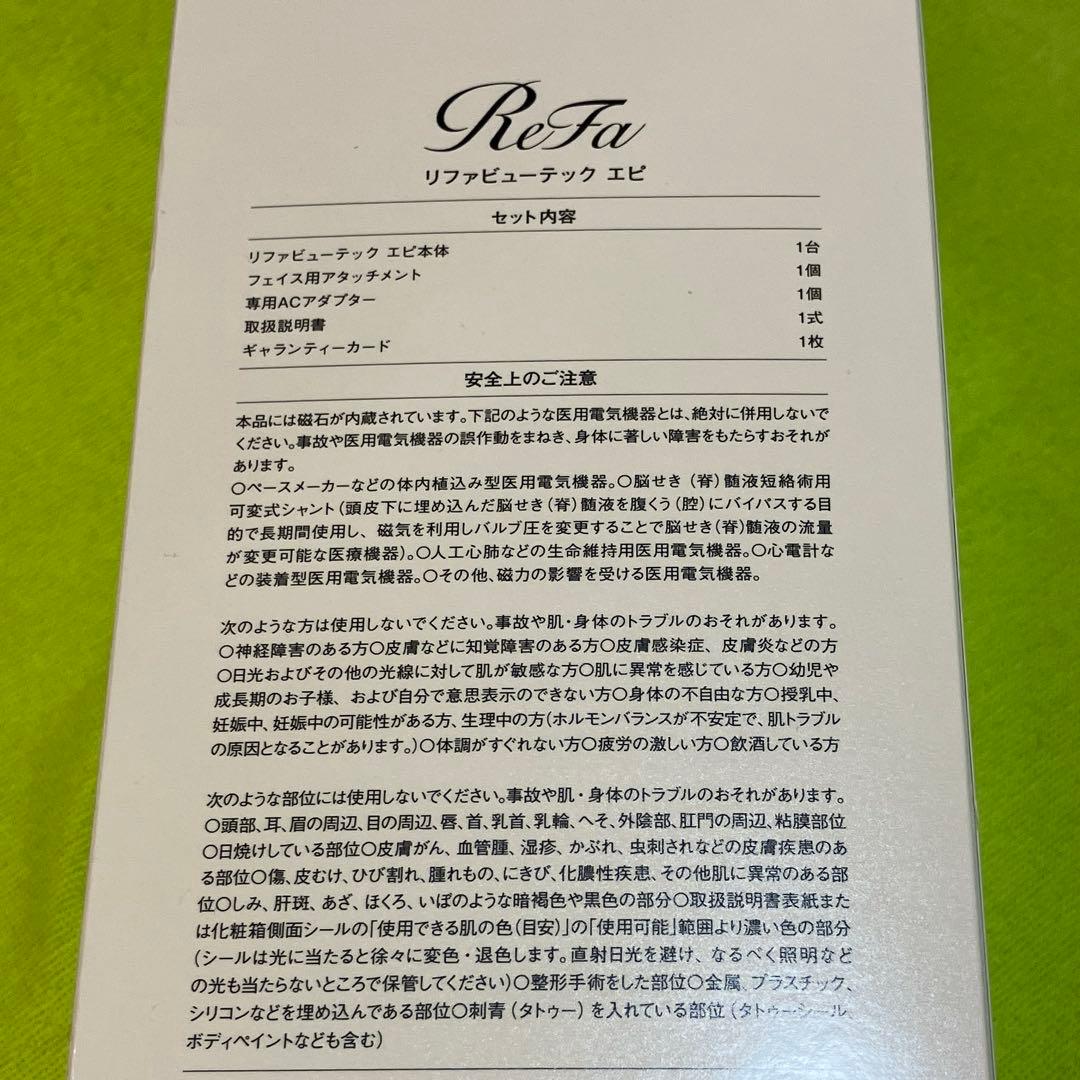 ReFa
リファビューテック エピ
セット内容
リファビューテック エピ本体 1台
フェイス用アタッチメント 1個
専用ACアダプター 1個
取扱説明書 1式
ギャランティーカード 1枚
安全上のご注意
本品には磁石が内蔵されています。下記のような医用電気機器とは、絶対に併用しないで
ください。事故や医用電気機器の誤作動をまねき、身体に著しい障害をもたらすおそれが
あります。
○ペースメーカーなどの体内植込み型医用電気機器。○脳せき（脊）髄液短絡術用
可変式シャント（頭皮下に埋め込んだ脳せき（脊）髄液を腹くう（腔）にバイパスする目
的で長期間使用し、磁気を利用しバルブ圧を変更することで脳せき（脊）髄液の流量
が変更可能な医療機器）。○人工心肺などの生命維持用医用電気機器。○心電計な
どの装着型医用電気機器。○その他、磁力の影響を受ける医用電気機器。
次のような方は使用しないでください。事故や肌・身体のトラブルのおそれがあります。
○神経障害のある方○皮膚などに知覚障害のある方○皮膚感染症、皮膚炎などの方
○日光およびその他の光線に対して肌が敏感な方○肌に異常を感じている方○幼児や
成長期のお子様、および自分で意思表示のできない方○身体の不自由な方○授乳中、
妊娠中、妊娠中の可能性がある方、生理中の方（ホルモンバランスが不安定で、肌トラブル
の原因となることがあります。）○体調がすぐれない方○疲労の激しい方○飲酒している方
次のような部位には使用しないでください。事故や肌・身体のトラブルのおそれがあります。
○頭部、耳、眉の周辺、目の周辺、唇、首、乳首、乳輪、へそ、外陰部、肛門の周辺、粘膜部位
○日焼けしている部位○皮膚がん、血管腫、湿疹、かぶれ、虫刺されなどの皮膚疾患のあ
る部位○傷、皮むけ、ひび割れ、腫れもの、にきび、化膿性疾患、その他肌に異常のある部
位○しみ、肝斑、あざ、ほくろ、いぼのような暗褐色や黒色の部分○取扱説明書表紙また
は化粧箱側面シールの「使用できる肌の色（目安）」の「使用可能」範囲より濃い色の部分
（シールは光に当たると徐々に変色・退色します。直射日光を避け、なるべく照明など
の光も当たらないところで保管してください）○整形手術をした部位○金属、プラスチック、
シリコンなどを埋め込んである部位○刺青（タトゥー）を入れている部位（タトゥーシール、
ボディペイントなども含む）